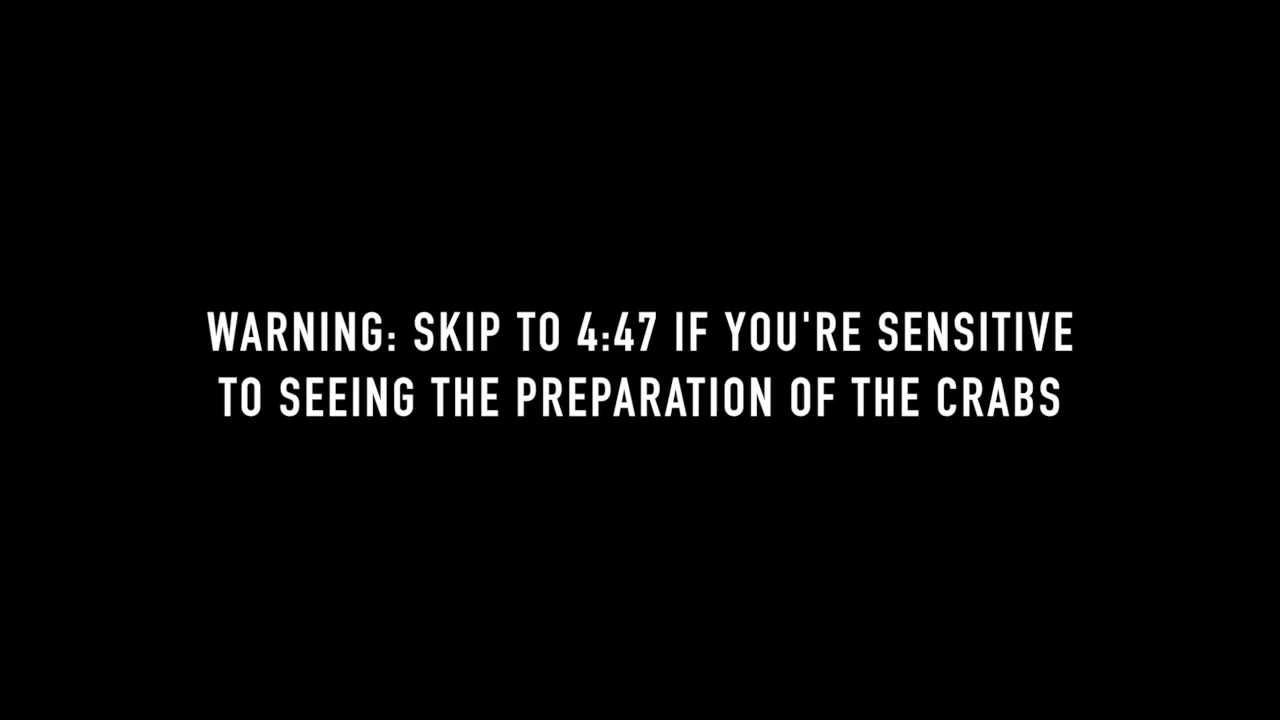 WARNING: SKIP TO 4:47 IF YOU'RE SENSITIVE
TO SEEING THE PREPARATION OF THE CRABS